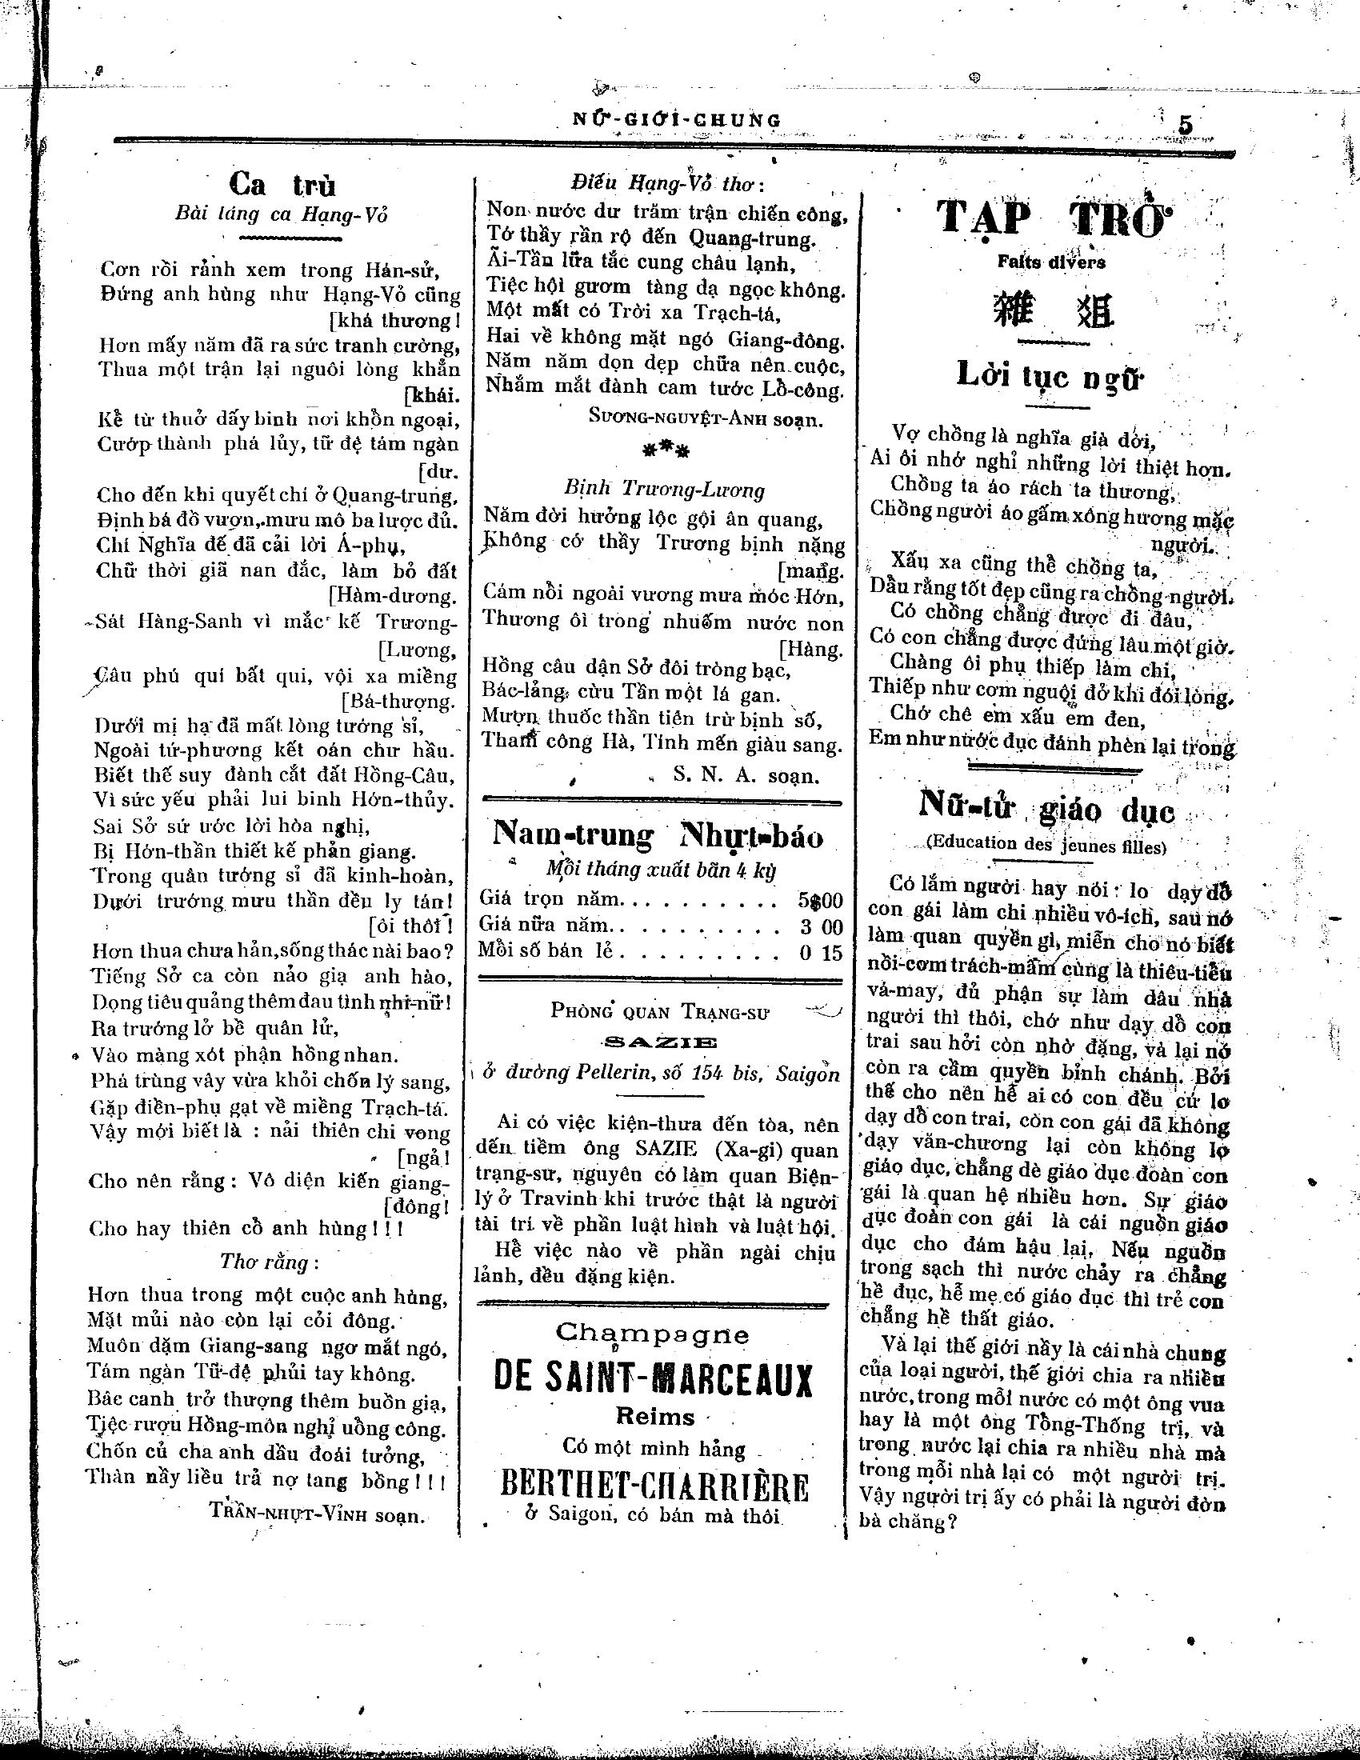 NỮ-GIỚI-CHUNG
5
Ca trù
Bài táng ca Hạng-Võ
Cơn rồi rảnh xem trong Hán-sử,
Đứng anh hùng như Hạng-Võ cũng
[khá thương!
Hơn mấy năm đã ra sức tranh cường,
Thua một trận lại nguôi lòng khẳn
[khái.
Kể từ thuở dấy binh nơi khổn ngoại,
Cướp thành phá lủy, tữ đệ tám ngàn
[dư.
Cho đến khi quyết chí ở Quang-trung,
Định bá đồ vượn, mưu mô ba lược đủ.
Chí Nghĩa đế đã cải lời Á-phụ,
Chữ thời giã nan đắc, làm bỏ đất
[Hàm-dương.
Sát Hàng-Sanh vì mắc kế Trương-
[Lương,
Câu phú quí bất qui, vội xa miềng
[Bá-thượng.
Dưới mị hạ đã mất lòng tướng sỉ,
Ngoài tứ-phương kết oán chư hầu.
Biết thế suy đành cắt đất Hồng-Câu,
Vì sức yếu phải lui binh Hớn-thủy.
Sai Sở sứ ước lời hòa nghị,
Bị Hớn-thần thiết kế phản giang.
Trong quân tướng sỉ đã kinh-hoàn,
Dưới trướng mưu thần đều ly tán!
[ôi thôi!
Hơn thua chưa hản, sống thác nài bao?
Tiếng Sở ca còn nảo giạ anh hào,
Dọng tiêu quảng thêm đau tình nhi-nữ!
Ra trướng lở bề quân lử,
Vào màng xót phận hồng nhan.
Phá trùng vây vừa khỏi chốn lý sang,
Gặp điền-phụ gạt về miềng Trạch-tá.
Vậy mới biết là : nải thiên chi vong
[ngả!
Cho nên rằng : Vô diện kiến giang-
[đông!
Cho hay thiên cổ anh hùng!!!
Thơ rằng :
Hơn thua trong một cuộc anh hùng,
Mặt mủi nào còn lại cỏi đông.
Muôn dặm Giang-sang ngơ mắt ngó,
Tám ngàn Tữ-đệ phủi tay không.
Bâc canh trở thượng thêm buồn giạ,
Tiệc rượu Hồng-môn nghỉ uổng công.
Chốn củ cha anh dầu đoái tưởng,
Thàn nầy liều trả nợ tang bồng!!!
TRẦN-NHỰT-VỈNH soạn.
Điếu Hạng-Võ thơ :
Non nước dư trăm trận chiến công,
Tớ thầy rần rộ đến Quang-trung.
Ãi-Tần lữa tắc cung châu lạnh,
Tiệc hội gươm tàng dạ ngọc không.
Một mắt có Trời xa Trạch-tá,
Hai về không mặt ngó Giang-đông.
Năm năm dọn dẹp chữa nên cuộc,
Nhắm mắt đành cam tước Lỗ-công.
SƯƠNG-NGUYỆT-ANH soạn.
***
Bịnh Trương-Lương
Năm đời hưởng lộc gội ân quang,
Không cớ thầy Trương bịnh nặng
[mang.
Cám nồi ngoài vương mưa móc Hớn,
Thương ôi trong nhuốm nước non
[Hàng.
Hồng câu dận Sở đôi tròng bạc,
Bác-lảng cừu Tần một lá gan.
Mượn thuốc thần tiên trừ bịnh số,
Tham công Hà, Tính mến giàu sang.
S. N. A. soạn.
Nam-trung Nhựt-báo
Mỗi tháng xuất bãn 4 kỳ
Giá trọn năm. . . . . . . . . . 5$00
Giá nữa năm. . . . . . . . . . 3 00
Mỗi số bán lẻ . . . . . . . . . 0 15
PHÒNG QUAN TRẠNG-SƯ
SAZIE
ở đường Pellerin, số 154 bis, Saigon
Ai có việc kiện-thưa đến tòa, nên
đến tiềm ông SAZIE (Xa-gi) quan
trạng-sư, nguyên có làm quan Biện-
lý ở Travinh khi trước thật là người
tài trí về phần luật hình và luật hội.
Hễ việc nào về phần ngài chịu
lảnh, đều đặng kiện.
Champagne
DE SAINT-MARCEAUX
Reims
Có một mình hảng
BERTHET-CHARRIÈRE
ở Saigon, có bán mà thôi
TẠP TRỞ
Faits divers
雜 俎
Lời tục ngữ
Vợ chồng là nghĩa già dời,
Ai ôi nhớ nghỉ những lời thiệt hơn.
Chồng ta áo rách ta thương,
Chồng người áo gấm xông hương mặc
người.
Xấu xa cũng thể chồng ta,
Dầu rằng tốt đẹp cũng ra chồng người.
Có chồng chẳng được đi đâu,
Có con chẳng được đứng lâu một giờ.
Chàng ôi phụ thiếp làm chi,
Thiếp như cơm nguội đở khi đói lòng.
Chớ chê em xấu em đen,
Em như nước đục đánh phèn lại trong
Nữ-tử giáo dục
(Education des jeunes filles)
Có lắm người hay nói : lo dạy dỗ
con gái làm chi nhiều vô-ích, sau nó
làm quan quyền gì, miễn cho nó biết
nồi-cơm trách-mấm cùng là thiêu-tiễu
vá-may, đủ phận sự làm dâu nhà
người thì thôi, chớ như dạy dỗ con
trai sau hởi còn nhờ đặng, và lại nó
còn ra cầm quyền bỉnh chánh. Bởi
thế cho nên hễ ai có con đều cứ lo
dạy dỗ con trai, còn con gái đã không
dạy văn-chương lại còn không lo
giáo dục, chẳng dè giáo dục đoàn con
gái là quan hệ nhiều hơn. Sự giáo
dục đoàn con gái là cái nguồn giáo
dục cho đám hậu lai. Nếu nguồn
trong sạch thì nước chảy ra chẳng
hề đục, hễ mẹ có giáo dục thì trẻ con
chẳng hề thất giáo.
Vả lại thế giới nầy là cái nhà chung
của loại người, thế giới chia ra nhiều
nước, trong mỗi nước có một ông vua
hay là một ông Tổng-Thống trị, và
trong nước lại chia ra nhiều nhà mà
trong mỗi nhà lại có một người trị.
Vậy người trị ấy có phải là người đờn
bà chăng?